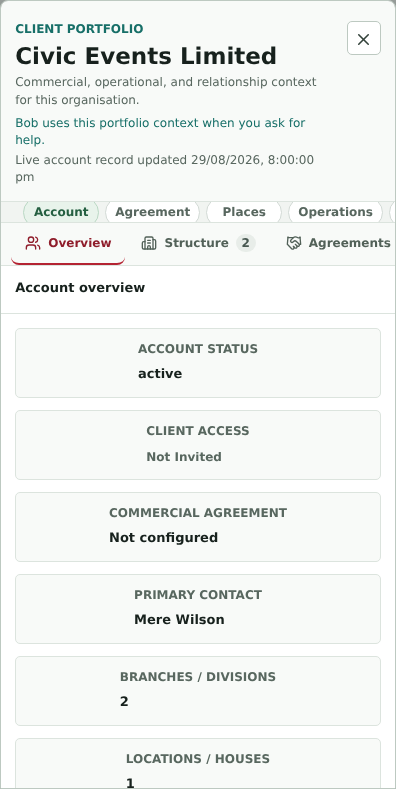 CLIENT PORTFOLIO
Civic Events Limited
Commercial, operational, and relationship context
for this organisation.
Bob uses this portfolio context when you ask for
help.
Live account record updated 29/08/2026, 8:00:00
pm
Account Agreement Places Operations
Overview Structure 2 Agreements
Account overview
ACCOUNT STATUS
active
CLIENT ACCESS
Not Invited
COMMERCIAL AGREEMENT
Not configured
PRIMARY CONTACT
Mere Wilson
BRANCHES / DIVISIONS
2
LOCATIONS / HOUSES
1